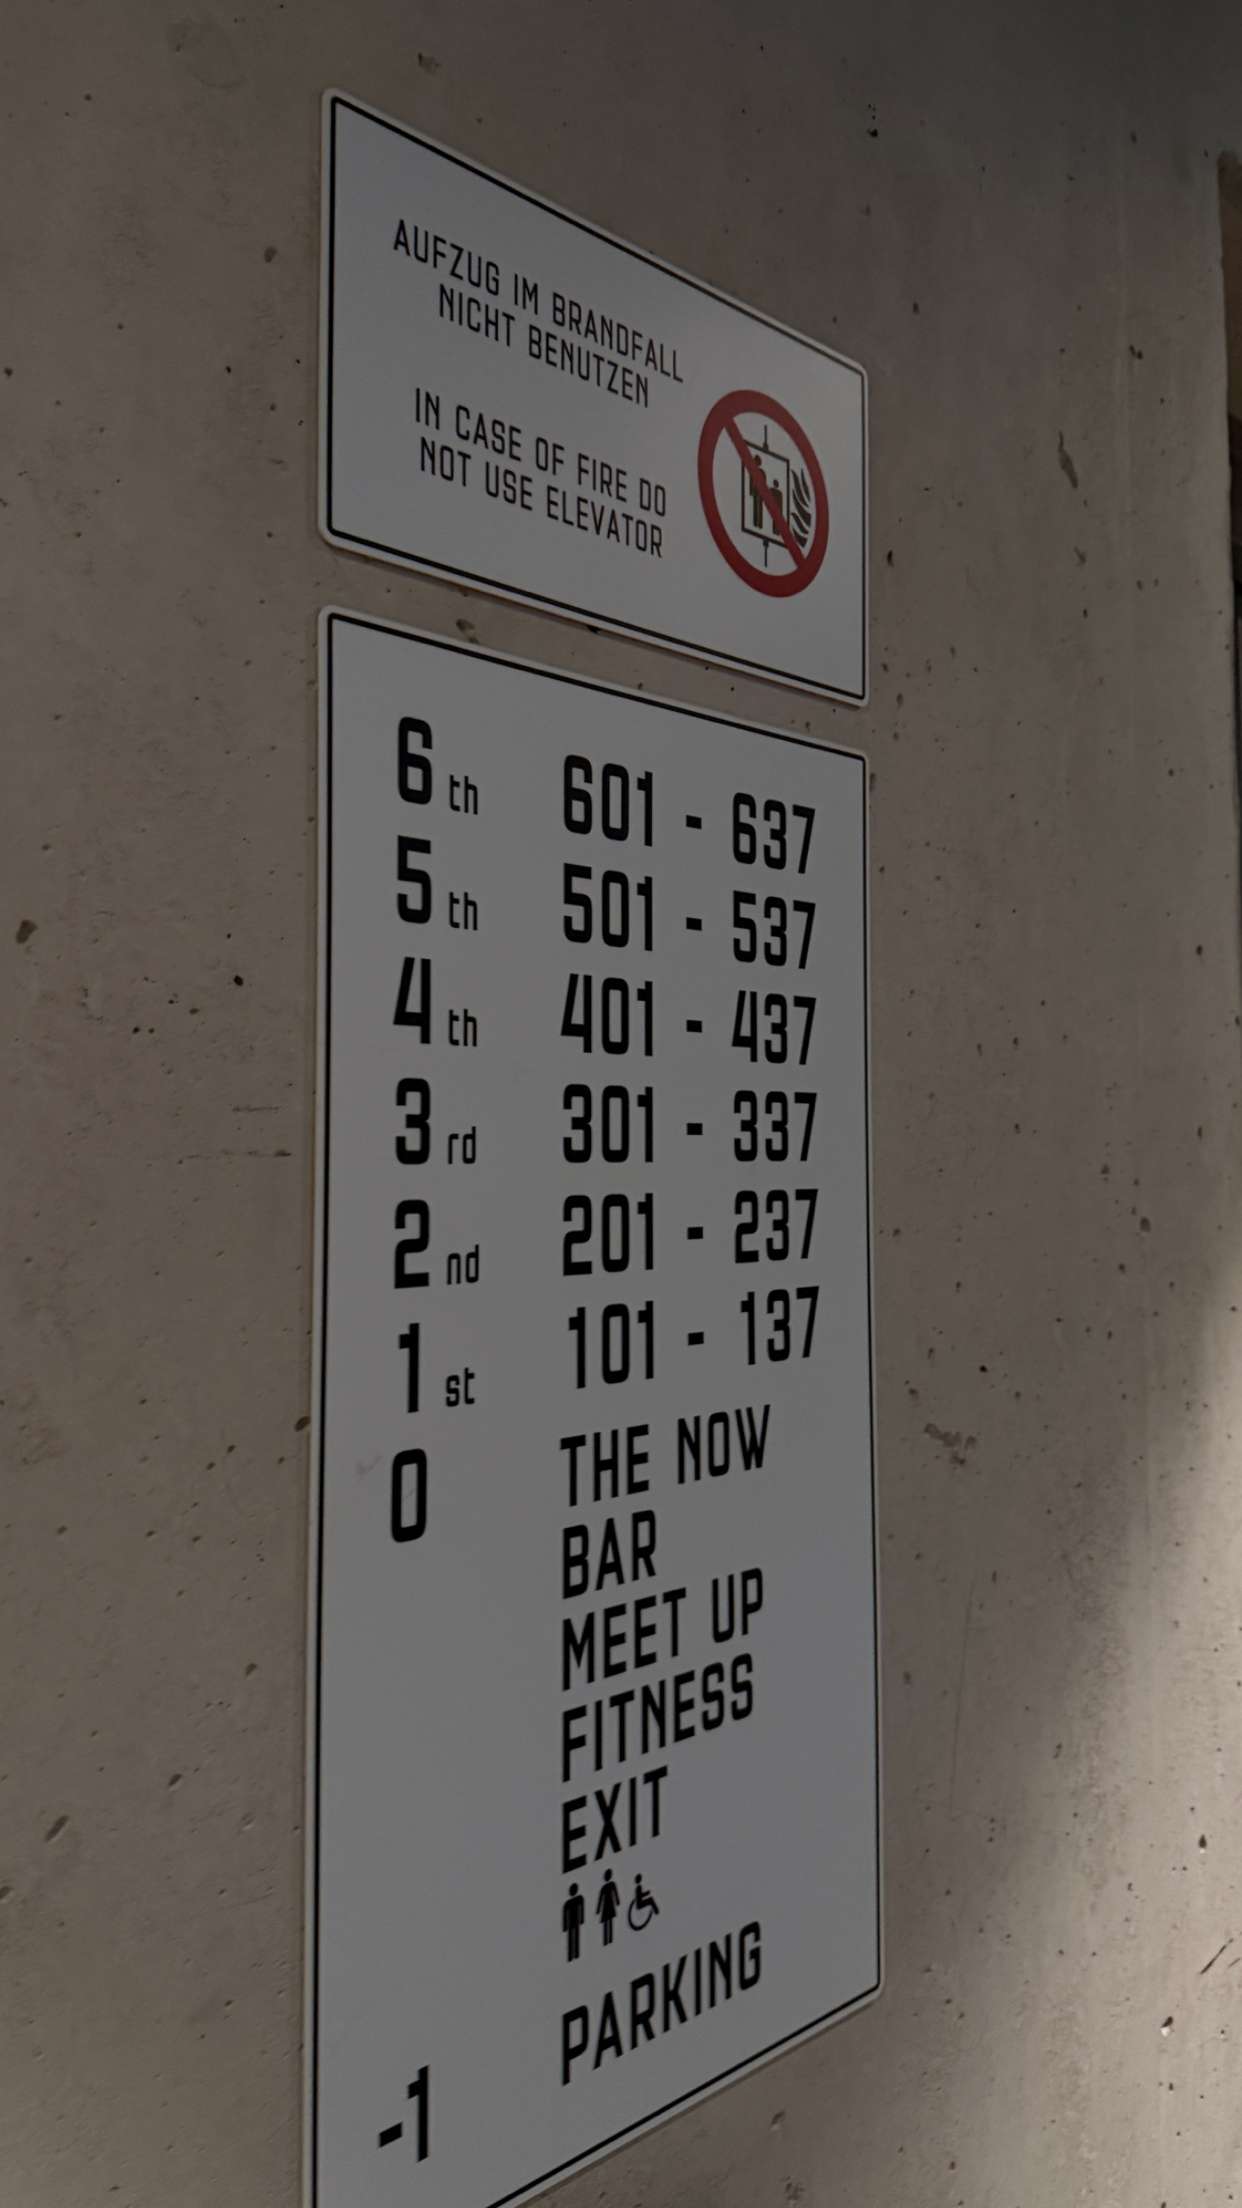 AUFZUG IM BRANDFALL
NICHT BENUTZEN
IN CASE OF FIRE DO
NOT USE ELEVATOR
6th 601 - 637
5th 501 - 537
4th 401 - 437
3rd 301 - 337
2nd 201 - 237
1st 101 - 137
0 THE NOW
BAR
MEET UP
FITNESS
EXIT
-1 PARKING